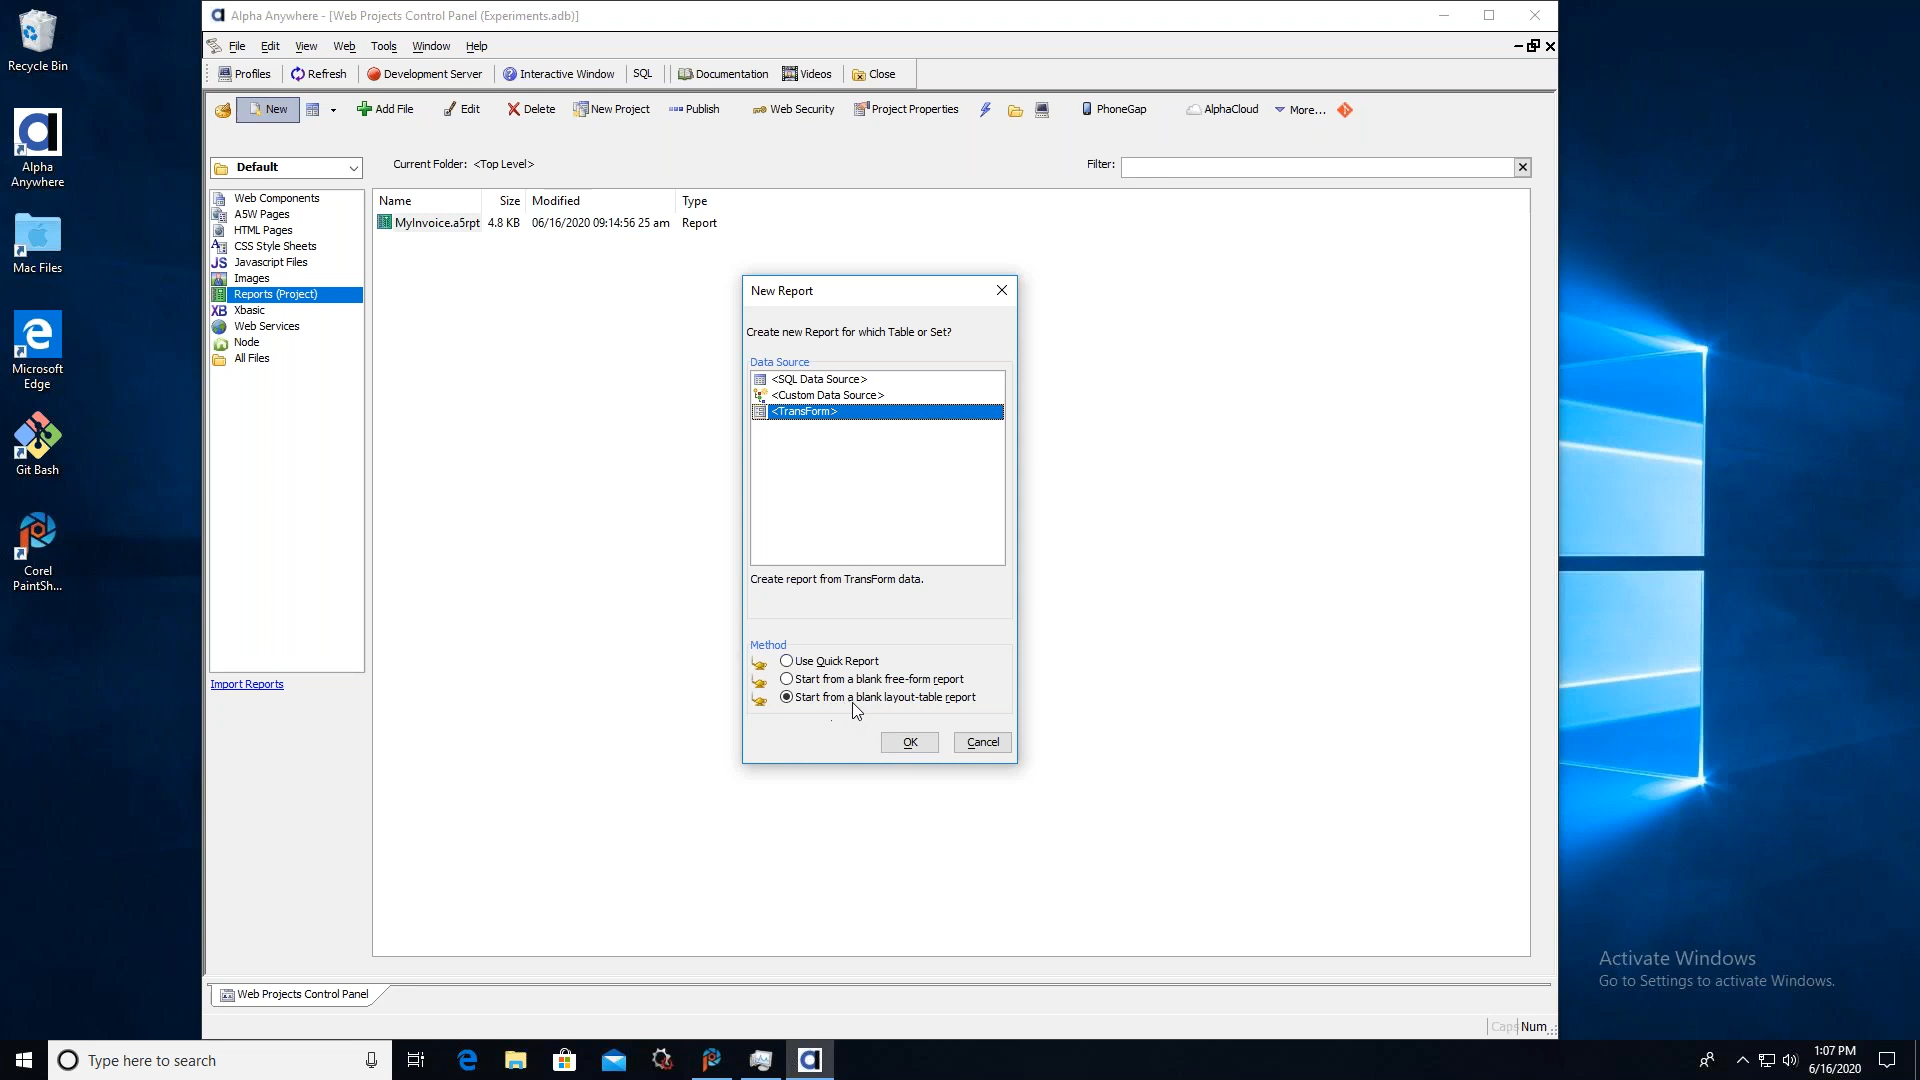 Recycle Bin
Alpha Anywhere
Mac Files
Microsoft Edge
Git Bash
Corel PaintSh...
Alpha Anywhere - [Web Projects Control Panel (Experiments.adb)]
File Edit View Web Tools Window Help
Profiles Refresh Development Server Interactive Window SQL Documentation Videos Close
New Add File Edit Delete New Project Publish Web Security Project Properties PhoneGap AlphaCloud More...
Default
Current Folder: <Top Level>
Filter:
Web Components
A5W Pages
HTML Pages
CSS Style Sheets
JS Javascript Files
Images
Reports (Project)
XB Xbasic
Web Services
Node
All Files
Import Reports
Name Size Modified Type
MyInvoice.a5rpt 4.8 KB 06/16/2020 09:14:56 25 am Report
New Report
Create new Report for which Table or Set?
Data Source
<SQL Data Source>
<Custom Data Source>
<TransForm>
Create report from TransForm data.
Method
Use Quick Report
Start from a blank free-form report
Start from a blank layout-table report
OK Cancel
Activate Windows
Go to Settings to activate Windows.
Web Projects Control Panel
Caps Num
Type here to search
1:07 PM
6/16/2020